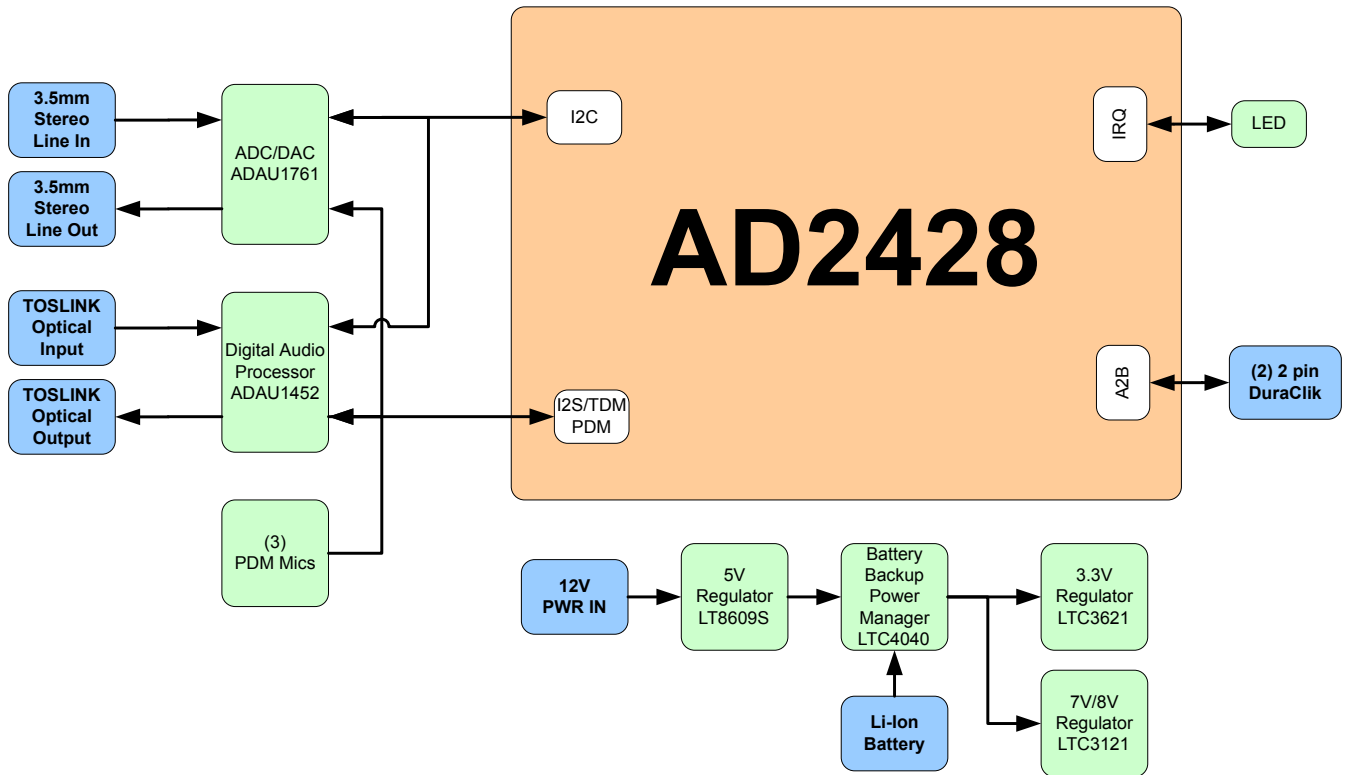 3.5mm
Stereo
Line In
3.5mm
Stereo
Line Out
TOSLINK
Optical
Input
TOSLINK
Optical
Output
ADC/DAC
ADAU1761
Digital Audio
Processor
ADAU1452
(3)
PDM Mics
I2C
I2S/TDM
PDM
AD2428
IRQ
LED
A2B
(2) 2 pin
DuraClik
12V
PWR IN
5V
Regulator
LT8609S
Battery
Backup
Power
Manager
LTC4040
Li-Ion
Battery
3.3V
Regulator
LTC3621
7V/8V
Regulator
LTC3121